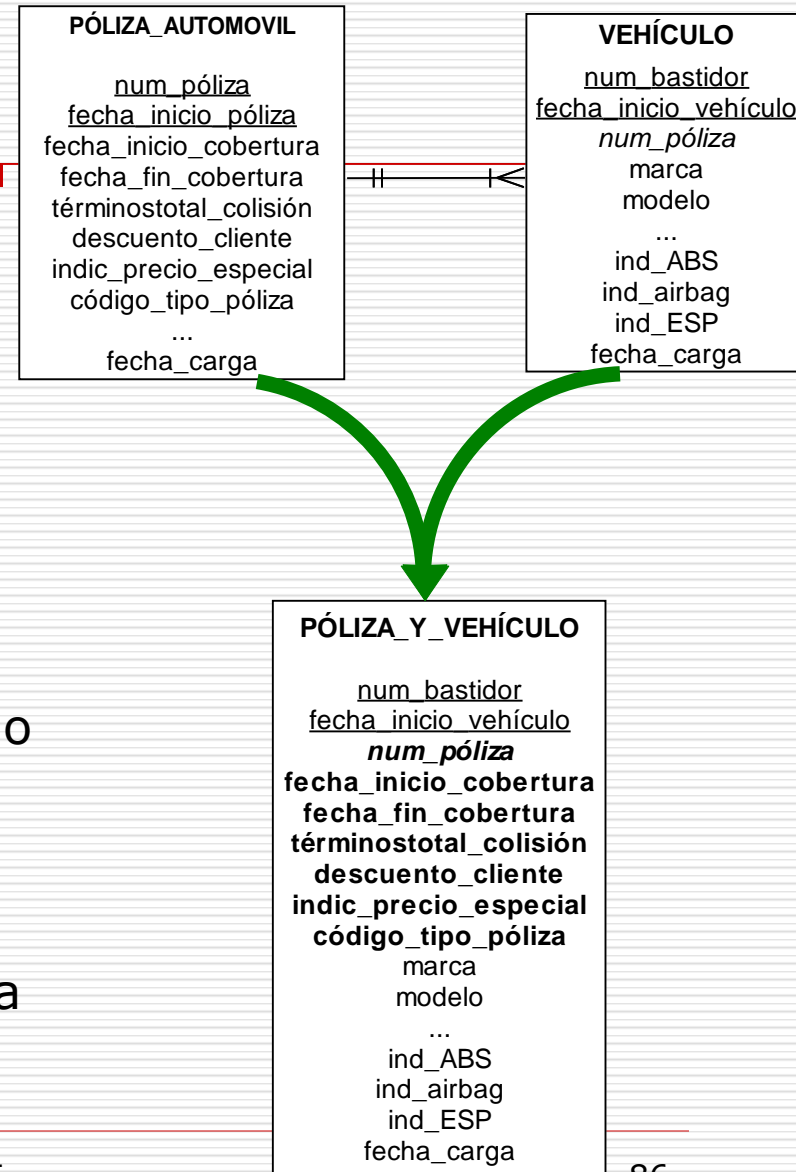 PÓLIZA_AUTOMOVIL
num_póliza
fecha_inicio_póliza
fecha_inicio_cobertura
fecha_fin_cobertura
términostotal_colisión
descuento_cliente
indic_precio_especial
código_tipo_póliza
...
fecha_carga
VEHÍCULO
num_bastidor
fecha_inicio_vehículo
num_póliza
marca
modelo
...
ind_ABS
ind_airbag
ind_ESP
fecha_carga
PÓLIZA_Y_VEHÍCULO
num_bastidor
fecha_inicio_vehículo
num_póliza
fecha_inicio_cobertura
fecha_fin_cobertura
términostotal_colisión
descuento_cliente
indic_precio_especial
código_tipo_póliza
marca
modelo
...
ind_ABS
ind_airbag
ind_ESP
fecha_carga
o
a